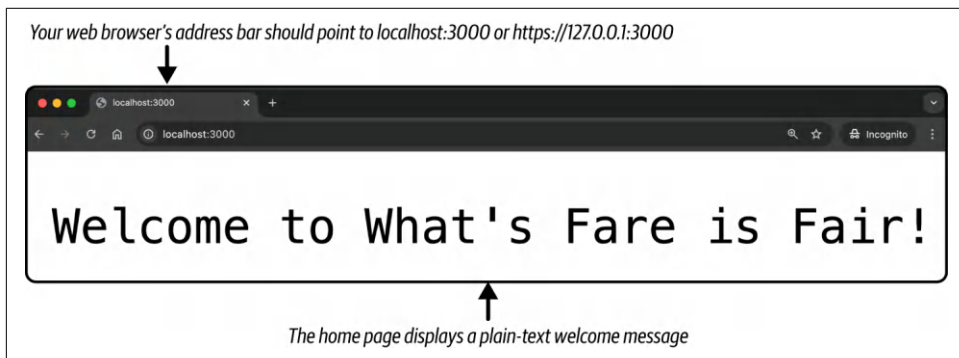 Your web browser's address bar should point to localhost:3000 or https://127.0.0.1:3000
localhost:3000
localhost:3000
Incognito
Welcome to What's Fare is Fair!
The home page displays a plain-text welcome message